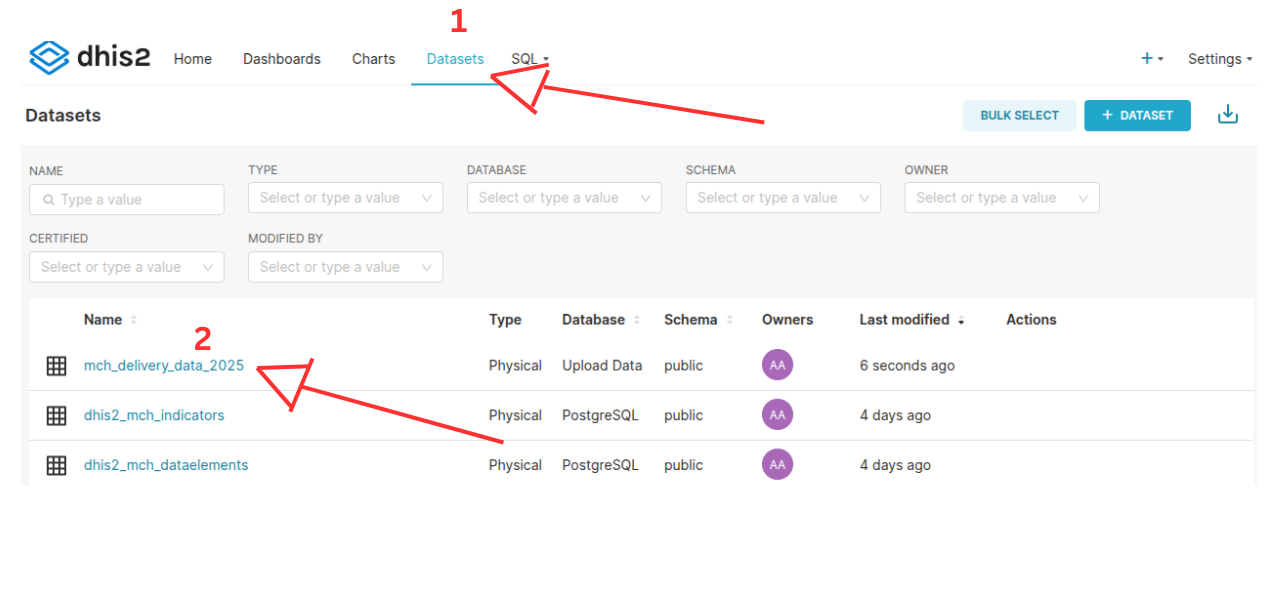 1
dhis2 Home Dashboards Charts Datasets SQL + Settings
Datasets BULK SELECT + DATASET
NAME TYPE DATABASE SCHEMA OWNER
Type a value Select or type a value Select or type a value Select or type a value Select or type a value
CERTIFIED MODIFIED BY
Select or type a value Select or type a value
Name Type Database Schema Owners Last modified Actions
2
mch_delivery_data_2025 Physical Upload Data public AA 6 seconds ago
dhis2_mch_indicators Physical PostgreSQL public AA 4 days ago
dhis2_mch_dataelements Physical PostgreSQL public AA 4 days ago